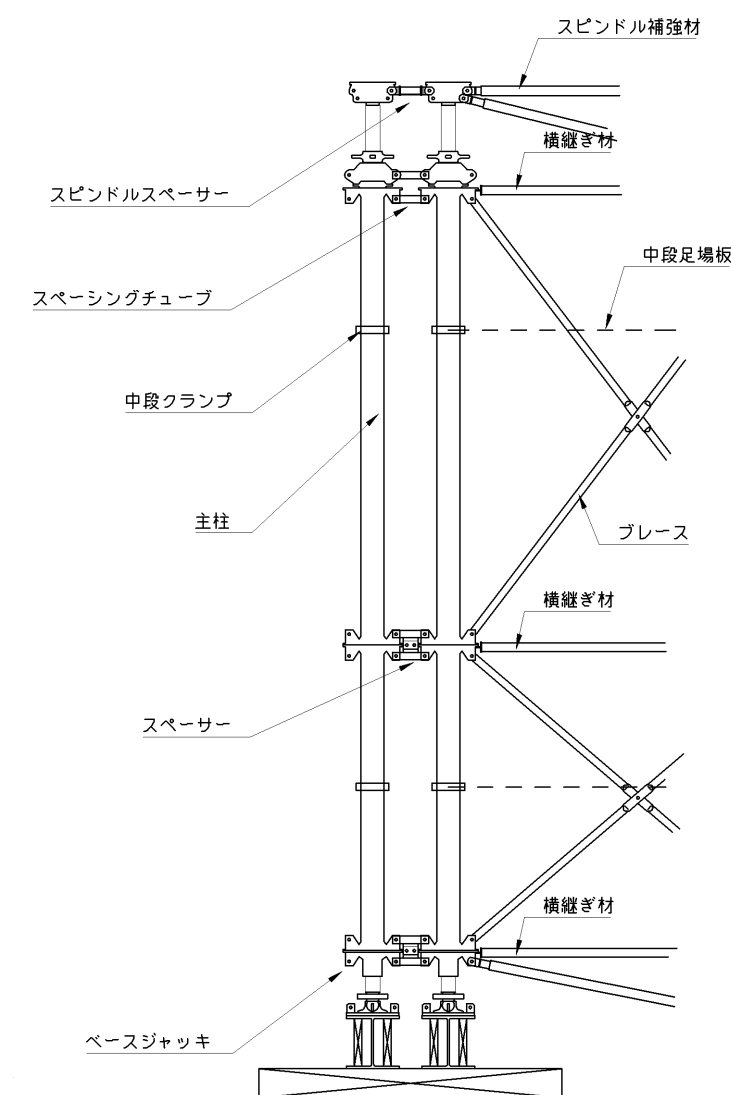 スピンドル補強材
横継ぎ材
スピンドルスペーサー
中段足場板
スペーシングチューブ
中段クランプ
主柱
ブレース
横継ぎ材
スペーサー
横継ぎ材
ベースジャッキ